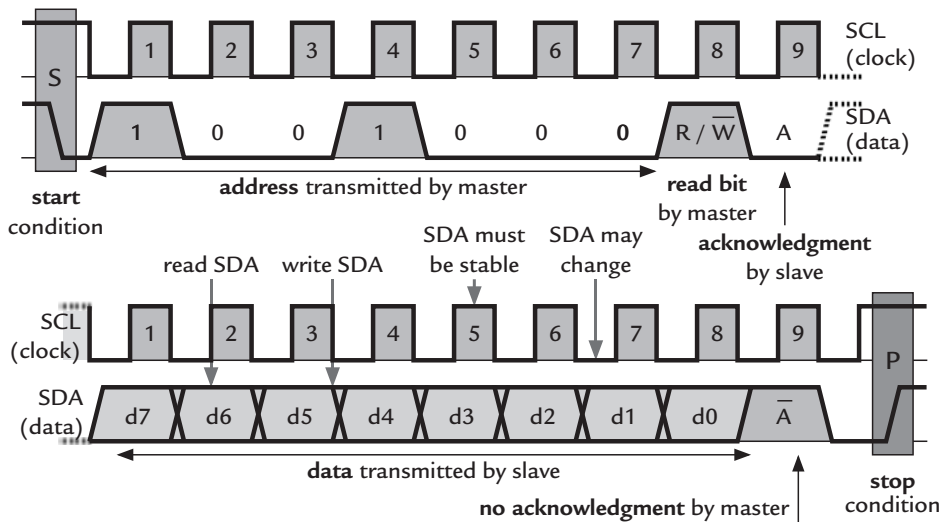 S
1 2 3 4 5 6 7 8 9
SCL
(clock)
1 0 0 1 0 0 0 R / W̅ A
SDA
(data)
start
condition
address transmitted by master
read bit
by master
acknowledgment
by slave
read SDA
write SDA
SDA must
be stable
SDA may
change
SCL
(clock)
1 2 3 4 5 6 7 8 9
P
SDA
(data)
d7 d6 d5 d4 d3 d2 d1 d0 A̅
data transmitted by slave
no acknowledgment by master
stop
condition